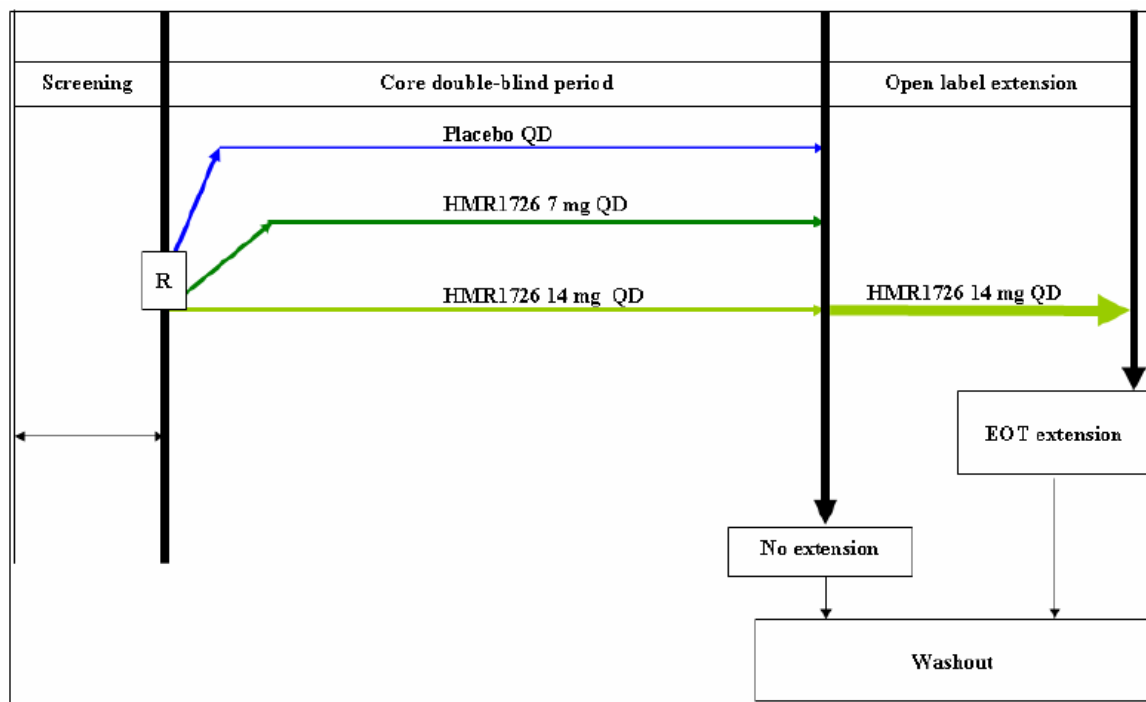 Screening
Core double-blind period
Open label extension
Placebo QD
HMR1726 7 mg QD
R
HMR1726 14 mg QD
HMR1726 14 mg QD
EOT extension
No extension
Washout